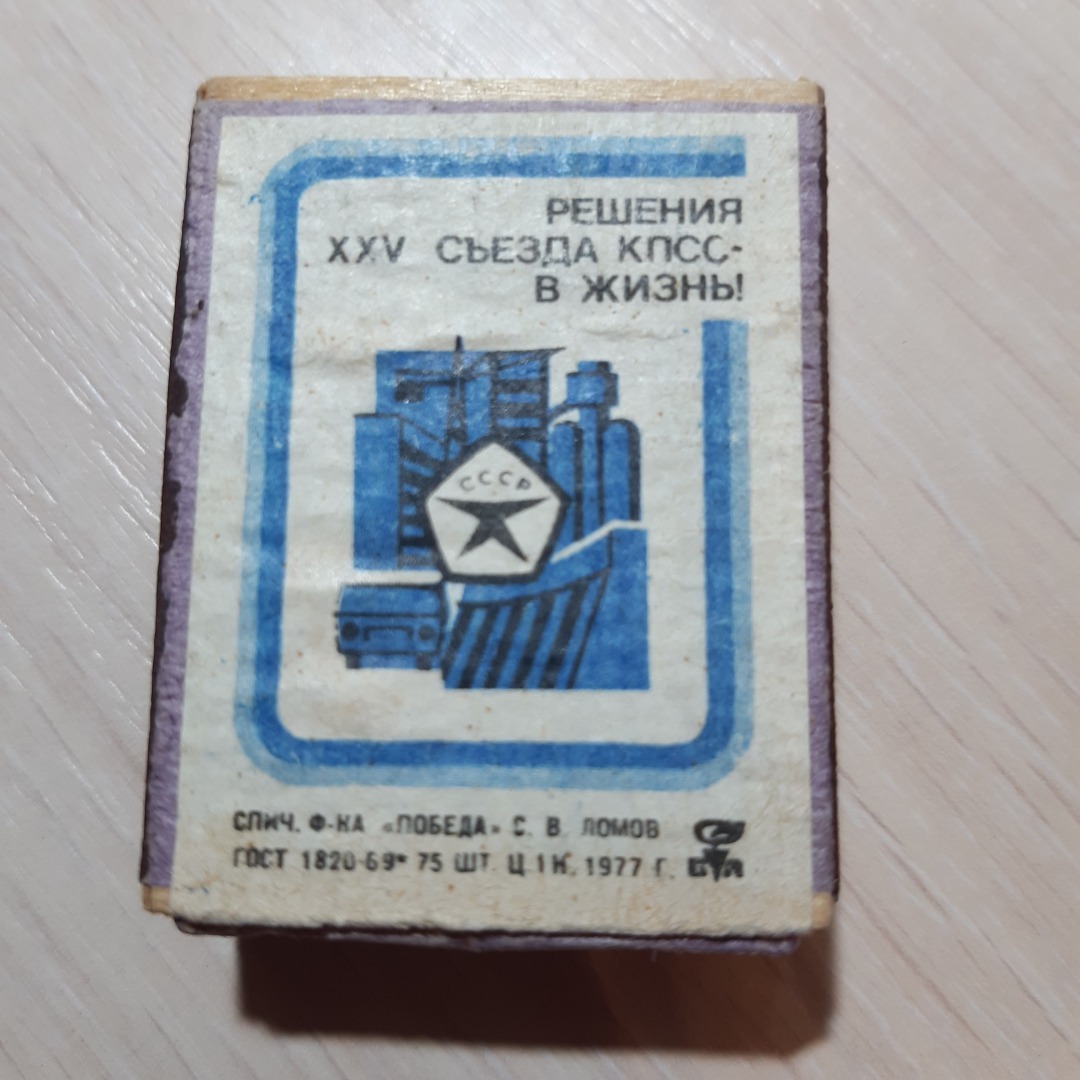 РЕШЕНИЯ
XXV СЪЕЗДА КПСС-
В ЖИЗНЬ!
СССР
СПИЧ. Ф-КА «ПОБЕДА» С. В. ЛОМОВ
ГОСТ 1820-69* 75 ШТ. Ц. 1 К. 1977 Г.